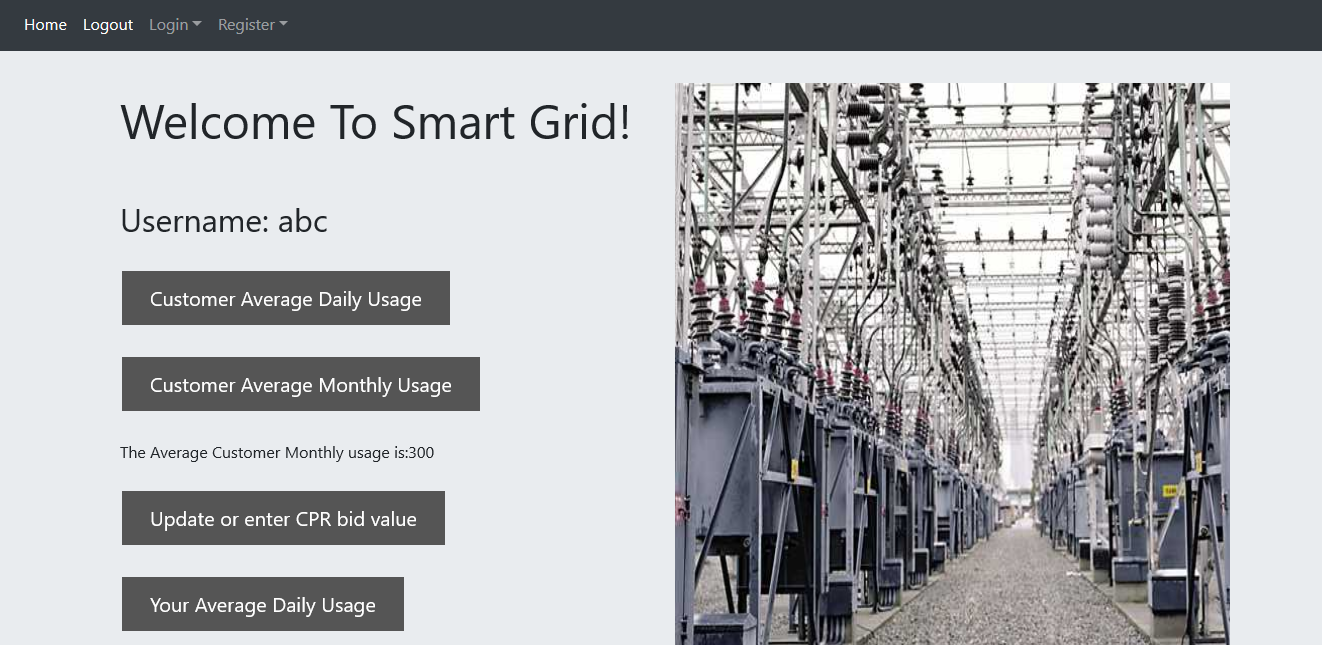 Home Logout Login Register
Welcome To Smart Grid!
Username: abc
Customer Average Daily Usage
Customer Average Monthly Usage
The Average Customer Monthly usage is:300
Update or enter CPR bid value
Your Average Daily Usage